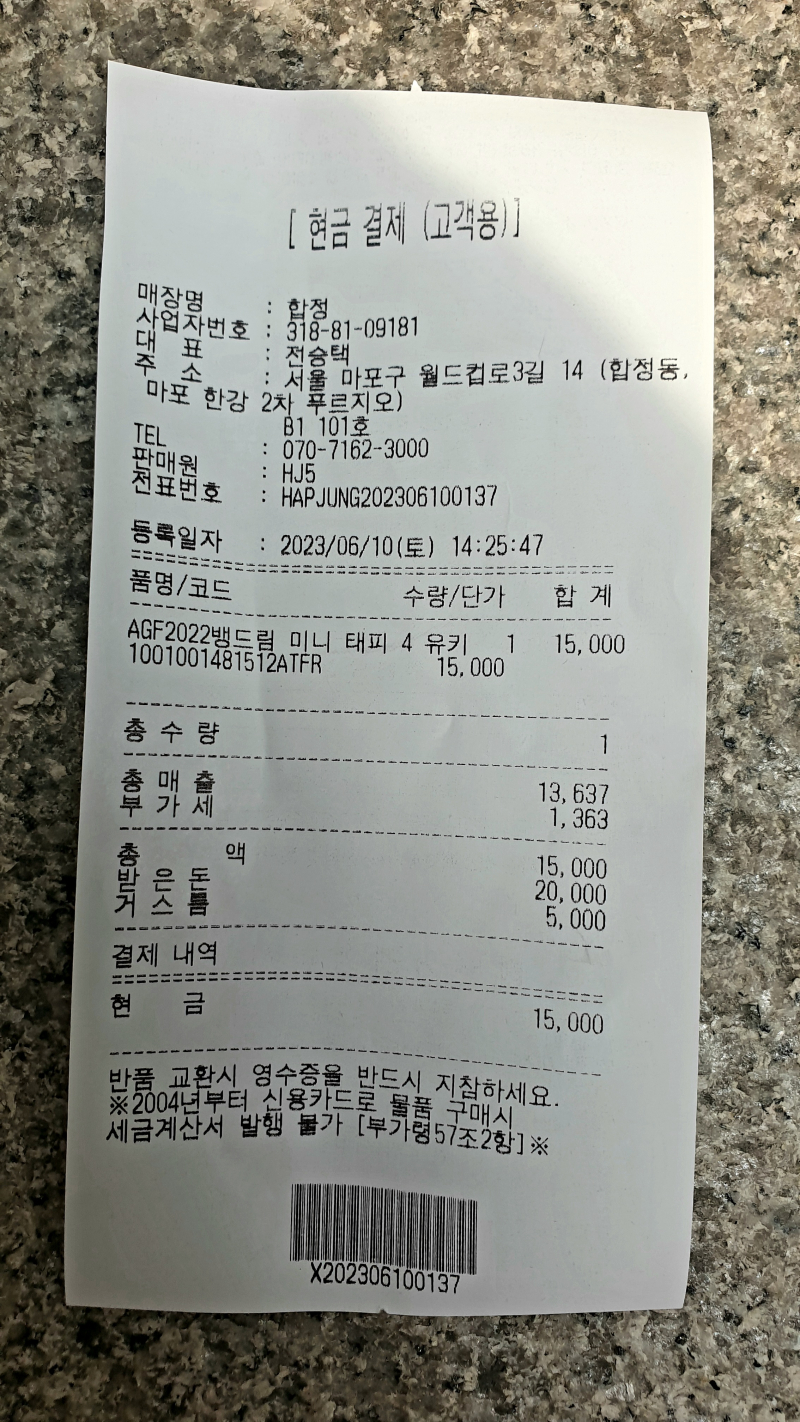 [ 현금 결제 (고객용)]
매장명 : 합정
사업자번호 : 318-81-09181
대 표 : 전승택
주 소 : 서울 마포구 월드컵로3길 14 (합정동,
마포 한강 2차 푸르지오)
B1 101호
TEL : 070-7162-3000
판매원 : HJ5
전표번호 : HAPJUNG202306100137
등록일자 : 2023/06/10(토) 14:25:47
품명/코드 수량/단가 합 계
AGF2022뱅드림 미니 태피 4 유키 1 15,000
1001001481512ATFR 15,000
총 수 량 1
총 매 출 13,637
부 가 세 1,363
총 액 15,000
받 은 돈 20,000
거 스 름 5,000
결제 내역
현 금 15,000
반품 교환시 영수증을 반드시 지참하세요.
※2004년부터 신용카드로 물품 구매시
세금계산서 발행 불가 [부가령57조2항]※
X202306100137